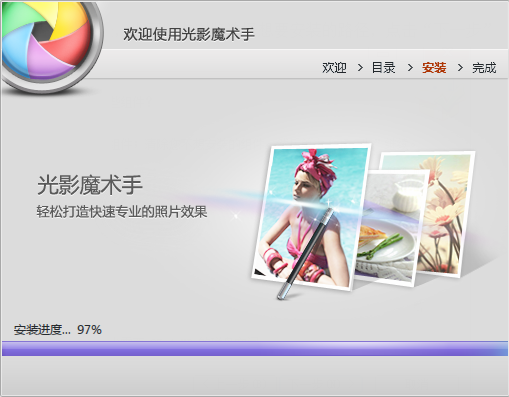 欢迎使用光影魔术手
欢迎 > 目录 > 安装 > 完成
光影魔术手
轻松打造快速专业的照片效果
安装进度... 97%